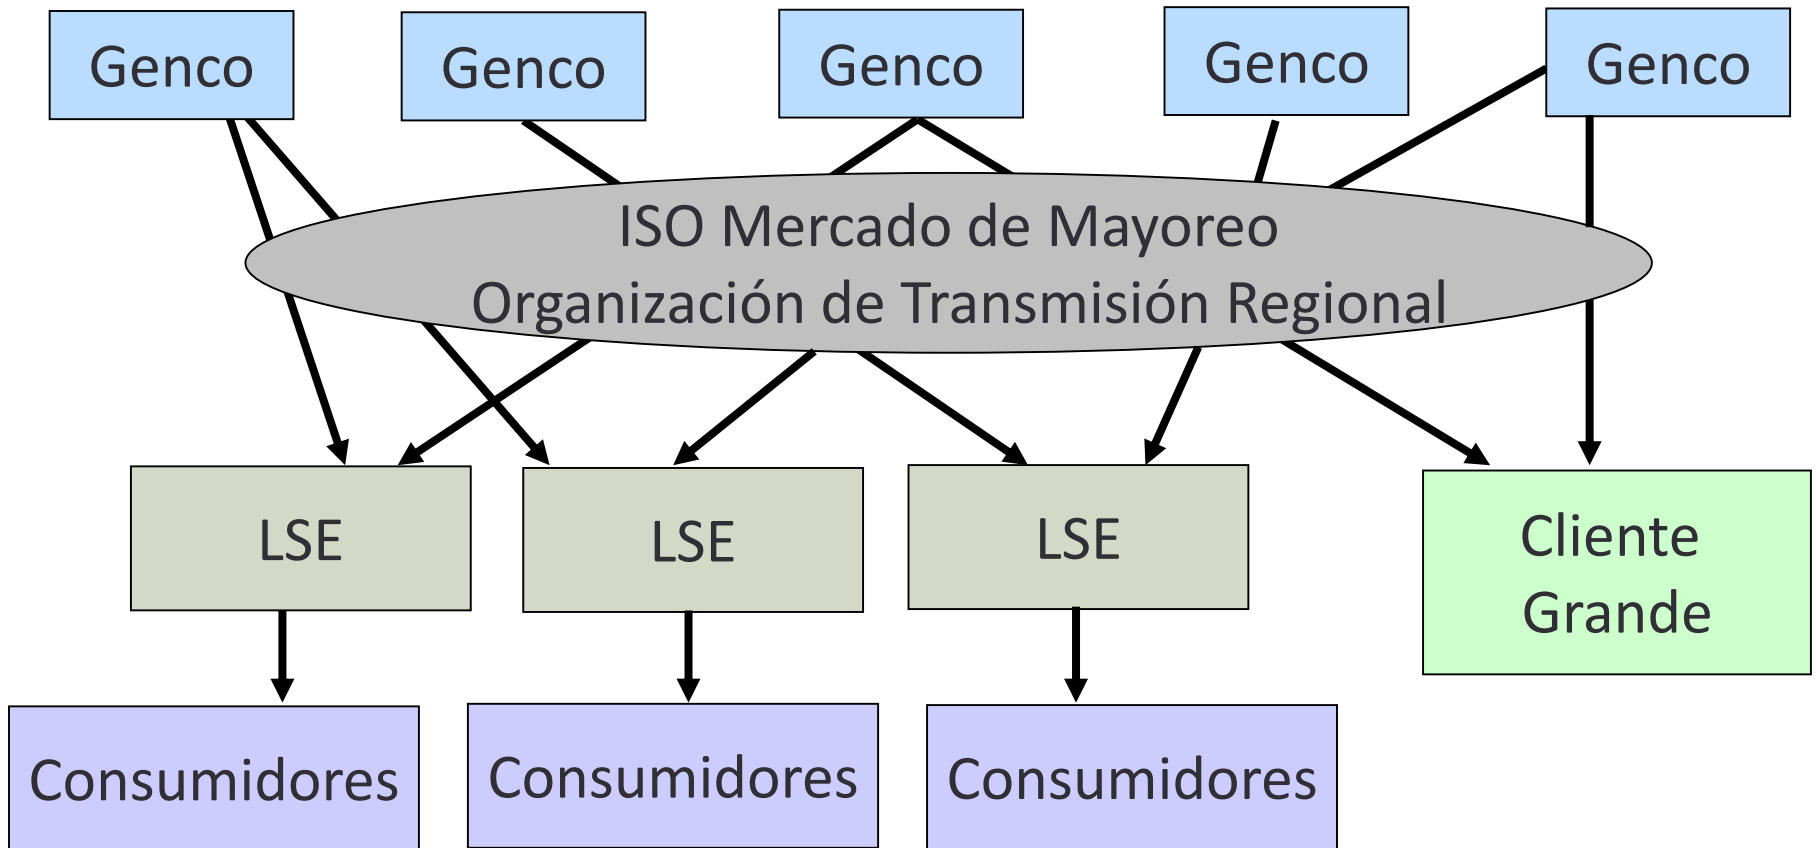 Genco
Genco
Genco
Genco
Genco
ISO Mercado de Mayoreo
Organización de Transmisión Regional
LSE
LSE
LSE
Cliente
Grande
Consumidores
Consumidores
Consumidores